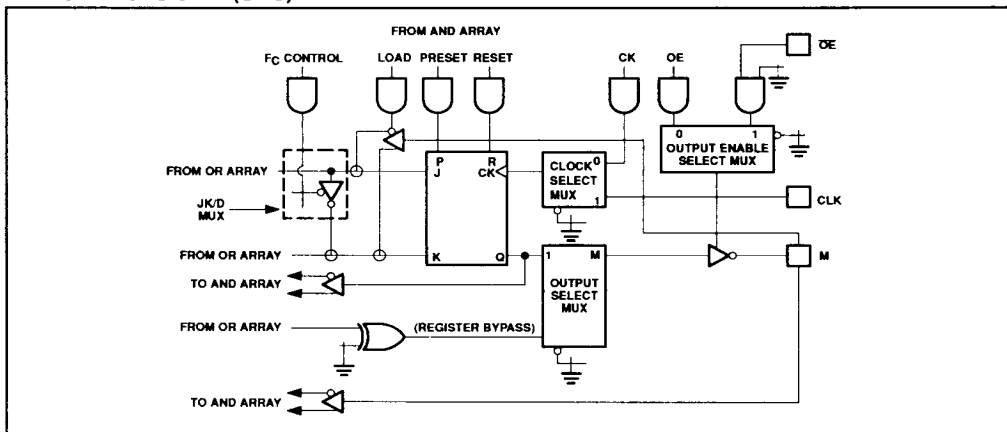 FROM AND ARRAY
FC CONTROL LOAD PRESET RESET CK OE OE
0 1
OUTPUT ENABLE
SELECT MUX
FROM OR ARRAY
P R
J CK
CLOCK 0
SELECT
MUX 1
CLK
JK/D
MUX
FROM OR ARRAY
K Q
1 M
M
TO AND ARRAY
OUTPUT
SELECT
MUX
FROM OR ARRAY
(REGISTER BYPASS)
TO AND ARRAY